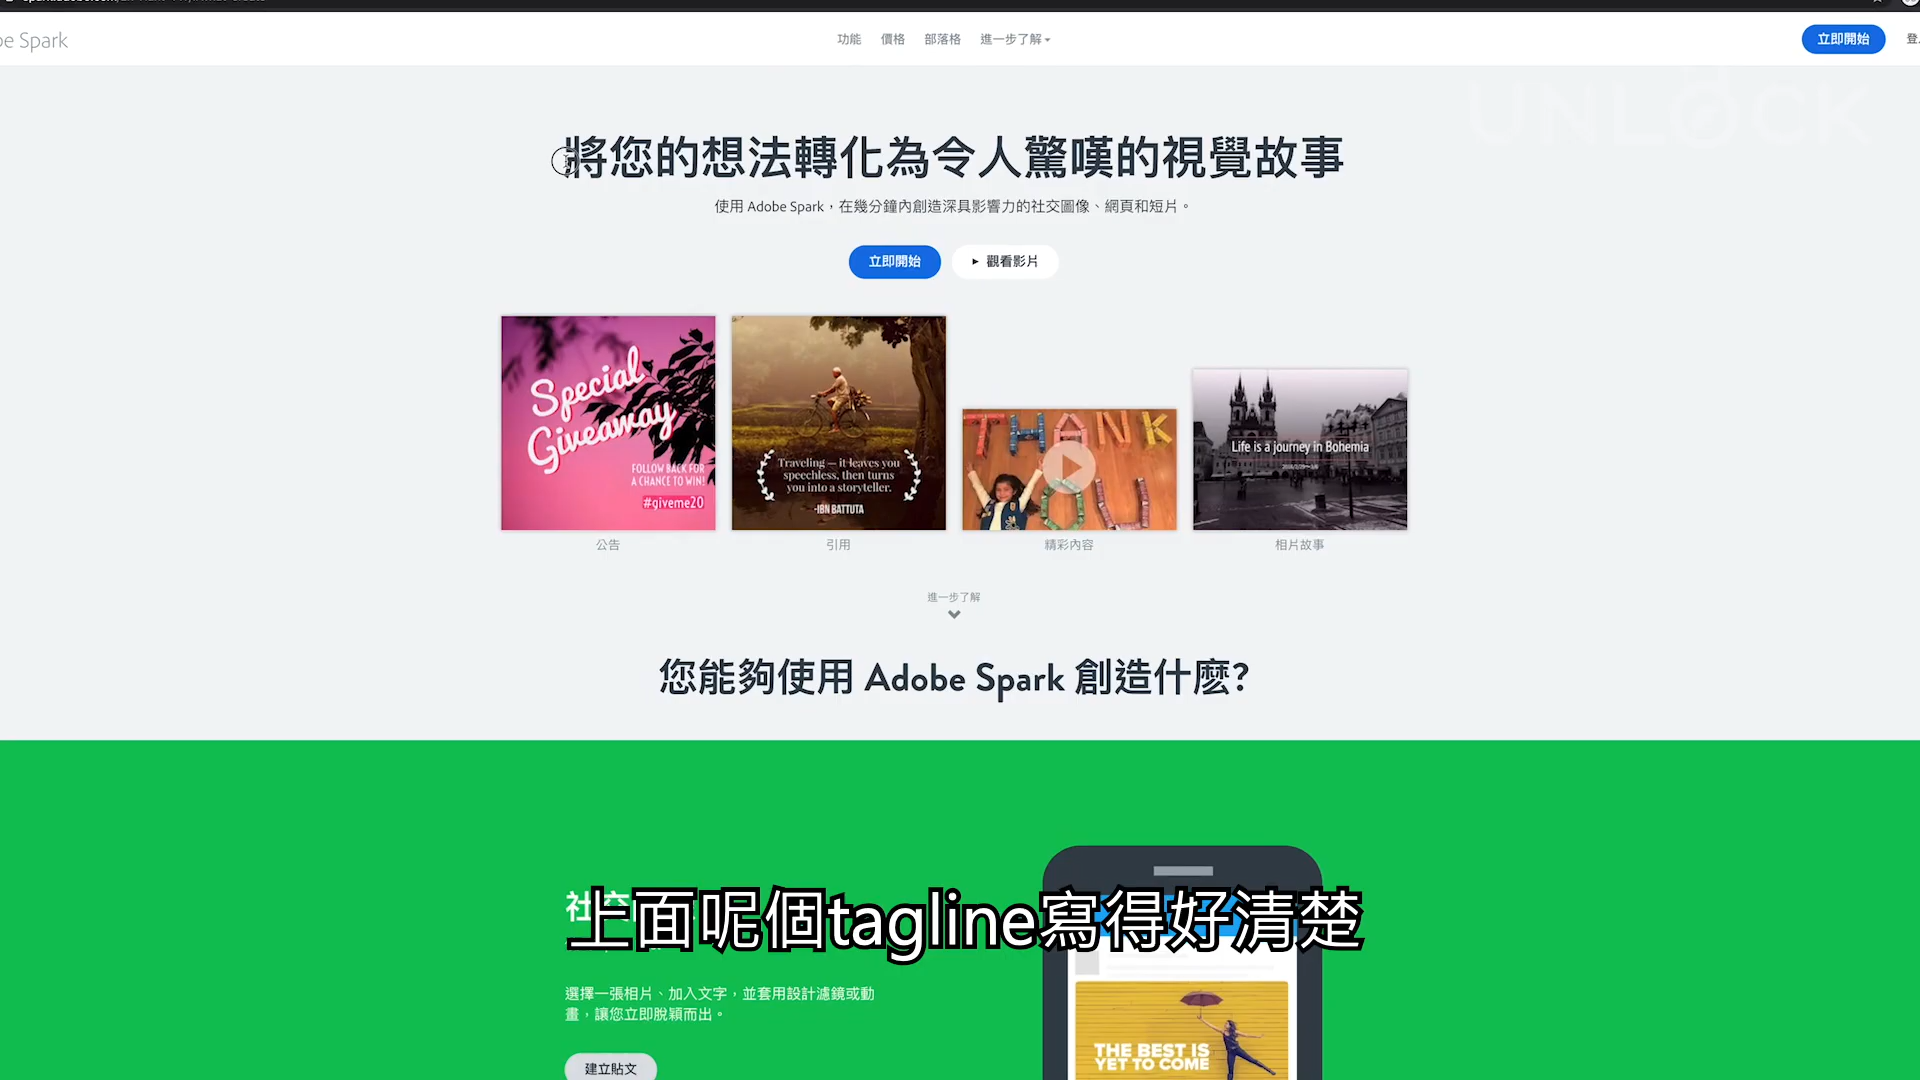 be Spark
功能 價格 部落格 進一步了解
立即開始
UNLOCK
將您的想法轉化為令人驚嘆的視覺故事
使用 Adobe Spark，在幾分鐘內創造深具影響力的社交圖像、網頁和短片。
立即開始
觀看影片
Special
Giveaway
FOLLOW BACK FOR
A CHANCE TO WIN!
#giveme20
Traveling — it leaves you
speechless, then turns
you into a storyteller.
-IBN BATTUTA
THANK
YOU
Life is a journey in Bohemia
公告
引用
精彩內容
相片故事
進一步了解
您能夠使用 Adobe Spark 創造什麼?
上面呢個tagline寫得好清楚
選擇一張相片、加入文字，並套用設計濾鏡或動
畫，讓您立即脫穎而出。
建立貼文
THE BEST IS
YET TO COME